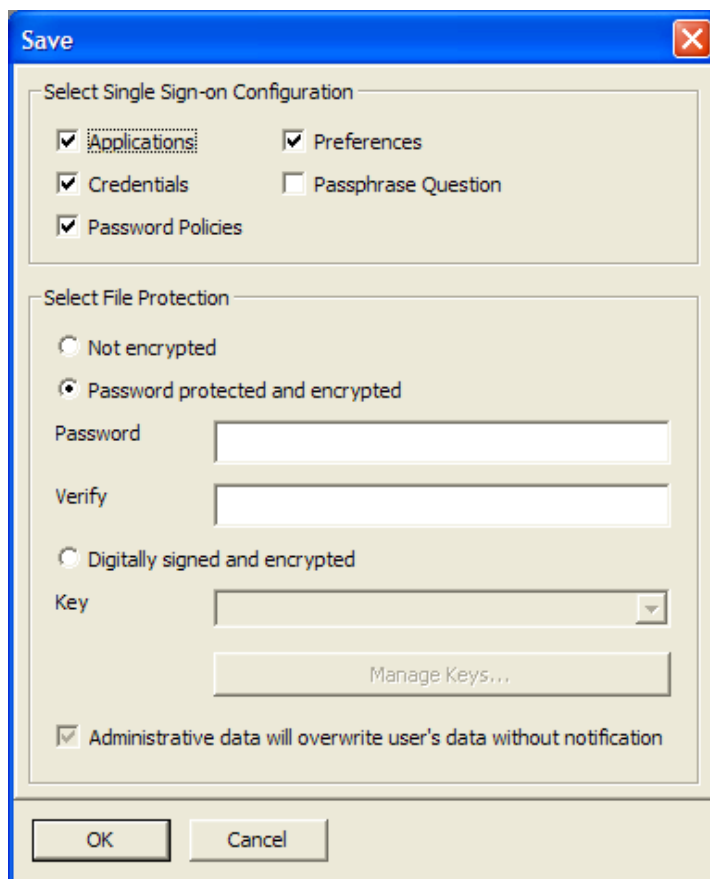 Save
Select Single Sign-on Configuration
Applications
Preferences
Credentials
Passphrase Question
Password Policies
Select File Protection
Not encrypted
Password protected and encrypted
Password
Verify
Digitally signed and encrypted
Key
Manage Keys...
Administrative data will overwrite user's data without notification
OK
Cancel